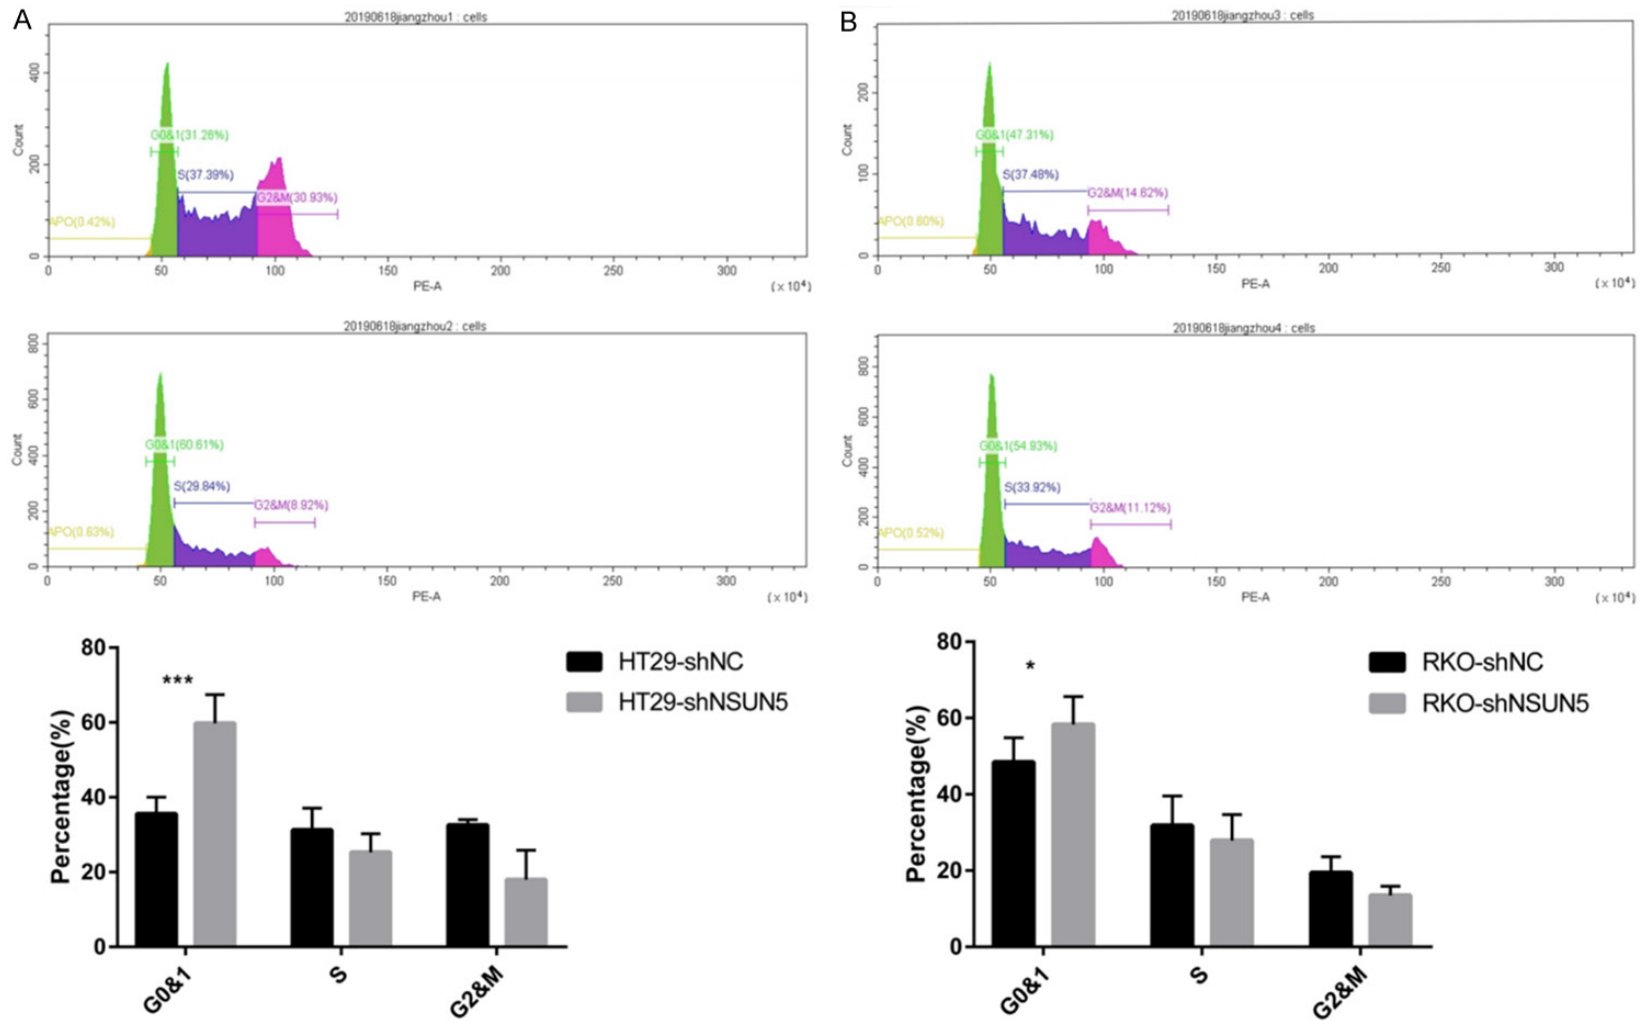 A
20190618jiangzhou1 : cells
Count
400
200
0
G0&1(31.26%)
S(37.39%)
G2&M(30.93%)
APO(0.42%)
0 50 100 150 200 250 300
PE-A
(×10⁴)
20190618jiangzhou2 : cells
Count
800
600
400
200
0
G0&1(60.61%)
S(29.84%)
G2&M(8.92%)
APO(0.63%)
0 50 100 150 200 250 300
PE-A
(×10⁴)
Percentage(%)
80
60
40
20
0
***
HT29-shNC
HT29-shNSUN5
G0&1
S
G2&M
B
20190618jiangzhou3 : cells
Count
200
100
0
G0&1(47.31%)
S(37.48%)
G2&M(14.62%)
APO(0.60%)
0 50 100 150 200 250 300
PE-A
(×10⁴)
20190618jiangzhou4 : cells
Count
800
600
400
200
0
G0&1(54.93%)
S(33.92%)
G2&M(11.12%)
APO(0.52%)
0 50 100 150 200 250 300
PE-A
(×10⁴)
Percentage(%)
80
60
40
20
0
*
RKO-shNC
RKO-shNSUN5
G0&1
S
G2&M